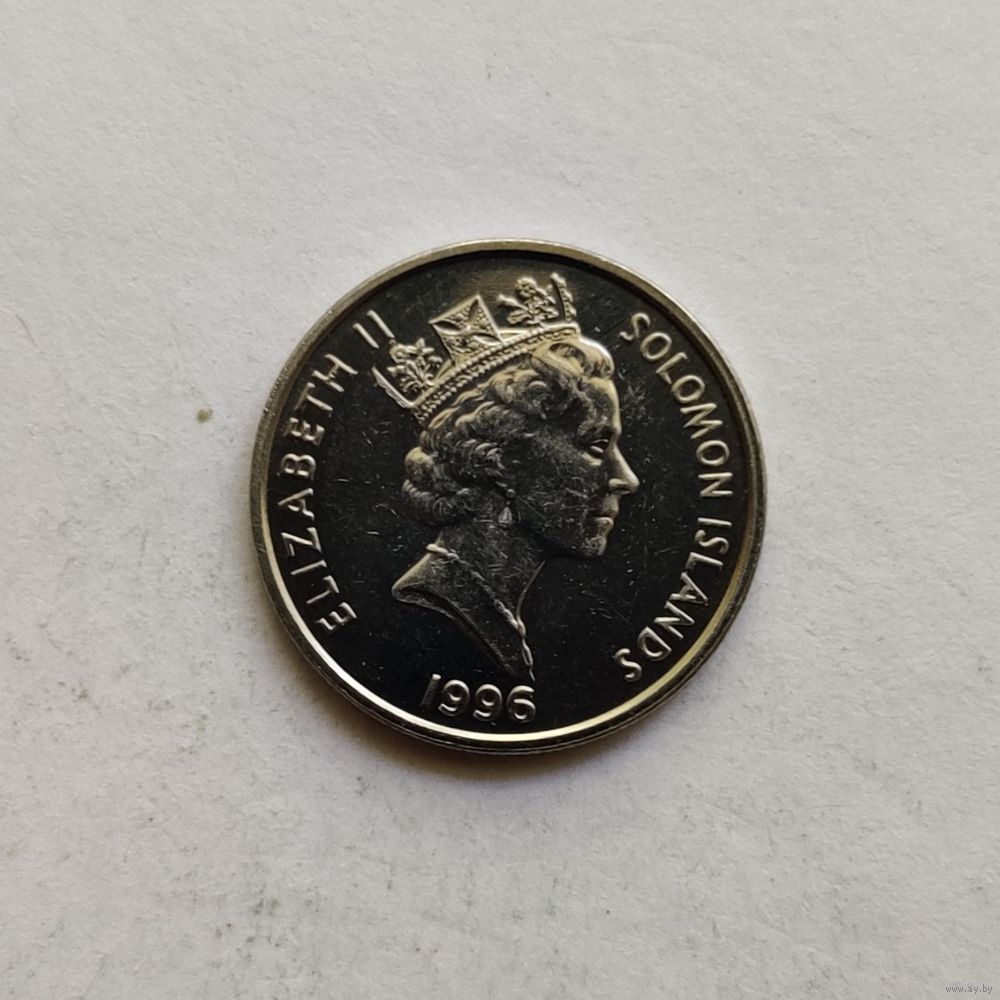 ELIZABETH II
SOLOMON ISLANDS
1996
www.ay.by